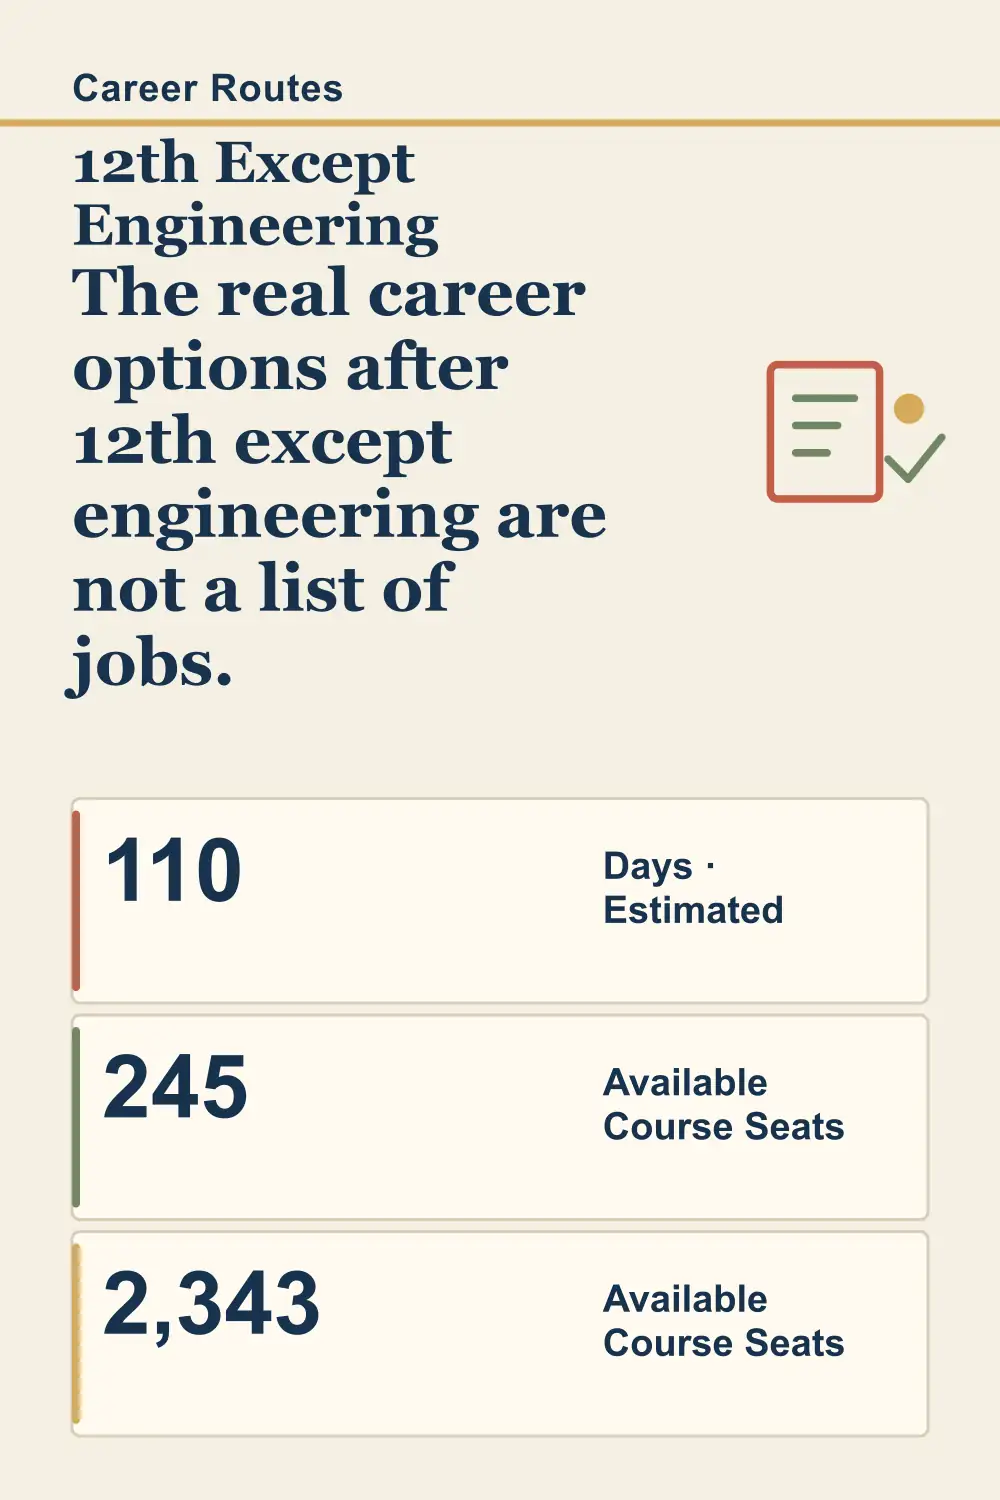 Career Routes
12th Except
Engineering
The real career
options after
12th except
engineering are
not a list of
jobs.
110
Days ·
Estimated
245
Available
Course Seats
2,343
Available
Course Seats